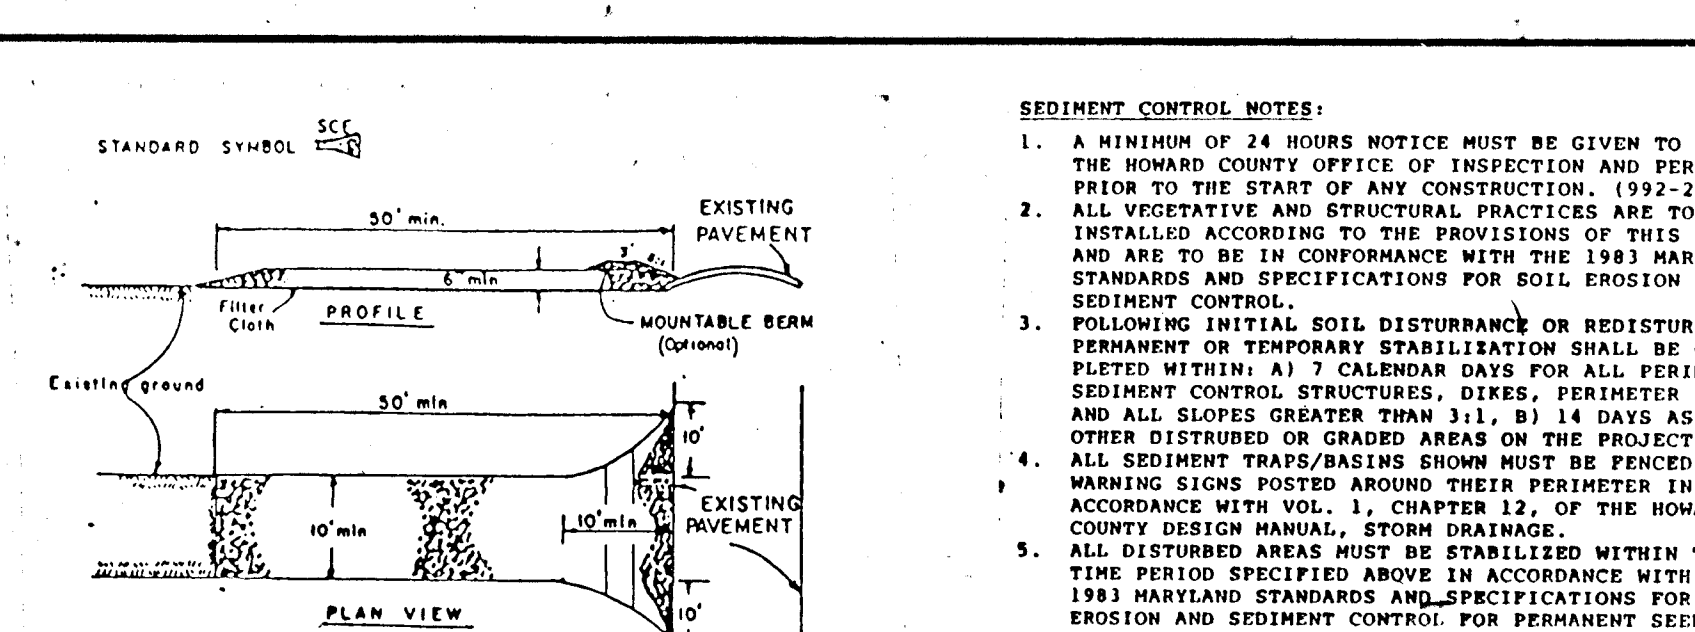 SCE
STANDARD SYMBOL
50' min.
EXISTING
PAVEMENT
3'
6" min
Filter
Cloth
PROFILE
MOUNTABLE BERM
(Optional)
Existing ground
50' min
10'
10' min
10' min
EXISTING
PAVEMENT
10'
PLAN VIEW
SEDIMENT CONTROL NOTES:
1. A MINIMUM OF 24 HOURS NOTICE MUST BE GIVEN TO
THE HOWARD COUNTY OFFICE OF INSPECTION AND PER
PRIOR TO THE START OF ANY CONSTRUCTION. (992-2
2. ALL VEGETATIVE AND STRUCTURAL PRACTICES ARE TO
INSTALLED ACCORDING TO THE PROVISIONS OF THIS
AND ARE TO BE IN CONFORMANCE WITH THE 1983 MAR
STANDARDS AND SPECIFICATIONS FOR SOIL EROSION
SEDIMENT CONTROL.
3. FOLLOWING INITIAL SOIL DISTURBANCE OR REDISTUR
PERMANENT OR TEMPORARY STABILIZATION SHALL BE
PLETED WITHIN: A) 7 CALENDAR DAYS FOR ALL PERI
SEDIMENT CONTROL STRUCTURES, DIKES, PERIMETER
AND ALL SLOPES GREATER THAN 3:1, B) 14 DAYS AS
OTHER DISTRUBED OR GRADED AREAS ON THE PROJECT
4. ALL SEDIMENT TRAPS/BASINS SHOWN MUST BE FENCED
WARNING SIGNS POSTED AROUND THEIR PERIMETER IN
ACCORDANCE WITH VOL. 1, CHAPTER 12, OF THE HOWA
COUNTY DESIGN MANUAL, STORM DRAINAGE.
5. ALL DISTURBED AREAS MUST BE STABILIZED WITHIN
TIME PERIOD SPECIFIED ABOVE IN ACCORDANCE WITH
1983 MARYLAND STANDARDS AND SPECIFICATIONS FOR
EROSION AND SEDIMENT CONTROL FOR PERMANENT SEE